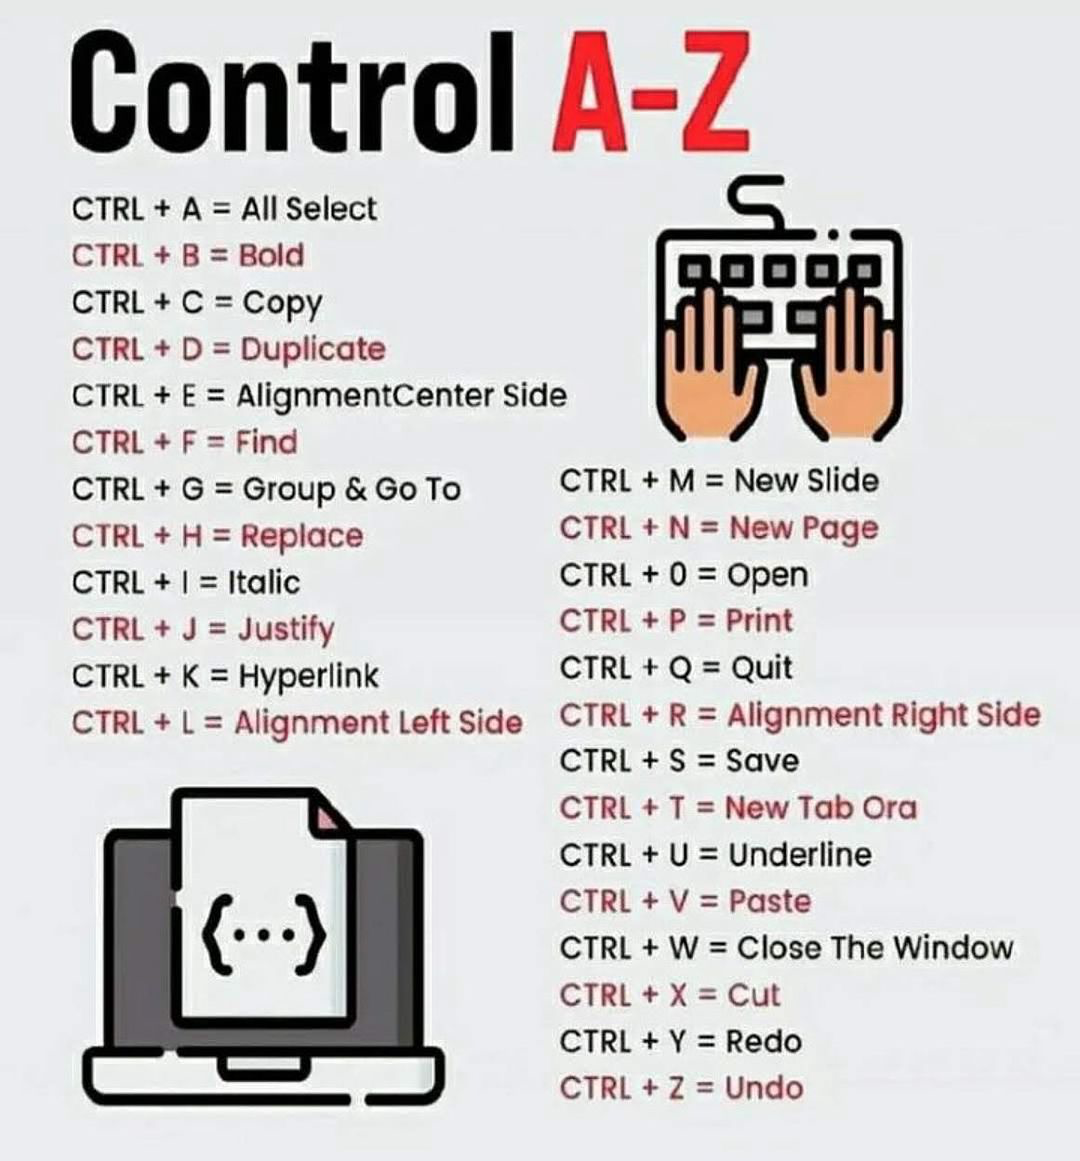 Control A-Z
CTRL + A = All Select
CTRL + B = Bold
CTRL + C = Copy
CTRL + D = Duplicate
CTRL + E = AlignmentCenter Side
CTRL + F = Find
CTRL + G = Group & Go To
CTRL + H = Replace
CTRL + I = Italic
CTRL + J = Justify
CTRL + K = Hyperlink
CTRL + L = Alignment Left Side
CTRL + M = New Slide
CTRL + N = New Page
CTRL + 0 = Open
CTRL + P = Print
CTRL + Q = Quit
CTRL + R = Alignment Right Side
CTRL + S = Save
CTRL + T = New Tab Ora
CTRL + U = Underline
CTRL + V = Paste
CTRL + W = Close The Window
CTRL + X = Cut
CTRL + Y = Redo
CTRL + Z = Undo
{...}